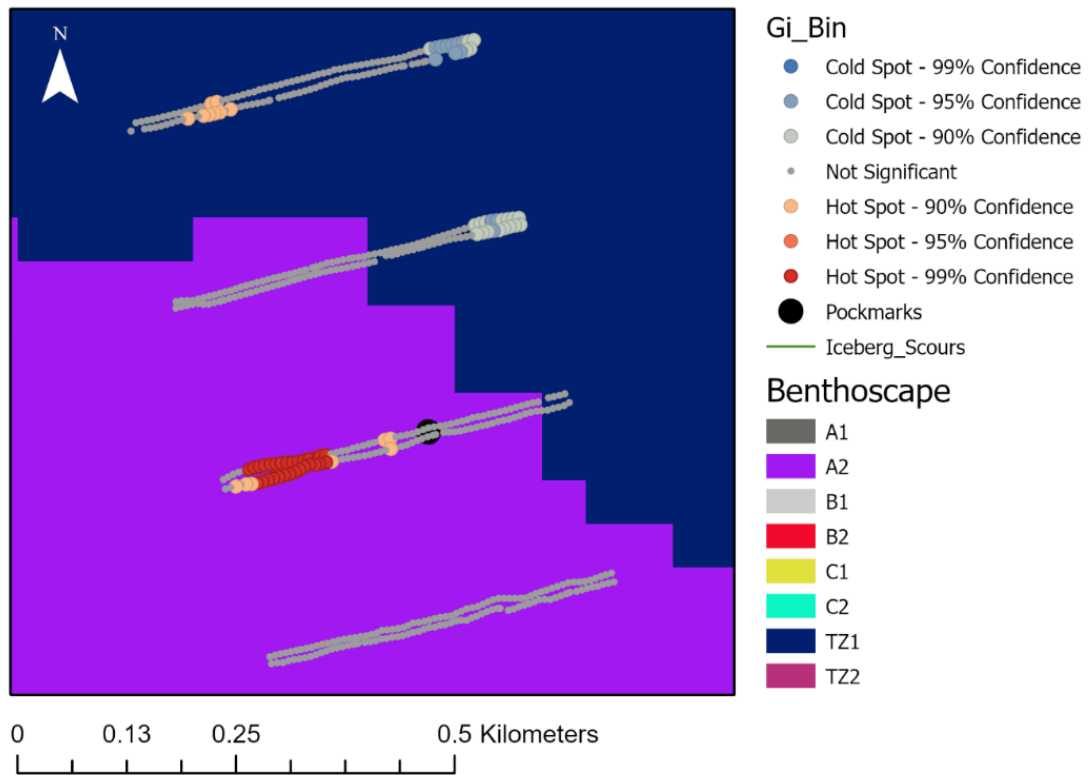 N
Gi_Bin
Cold Spot - 99% Confidence
Cold Spot - 95% Confidence
Cold Spot - 90% Confidence
Not Significant
Hot Spot - 90% Confidence
Hot Spot - 95% Confidence
Hot Spot - 99% Confidence
Pockmarks
Iceberg_Scours
Benthoscape
A1
A2
B1
B2
C1
C2
TZ1
TZ2
0 0.13 0.25 0.5 Kilometers